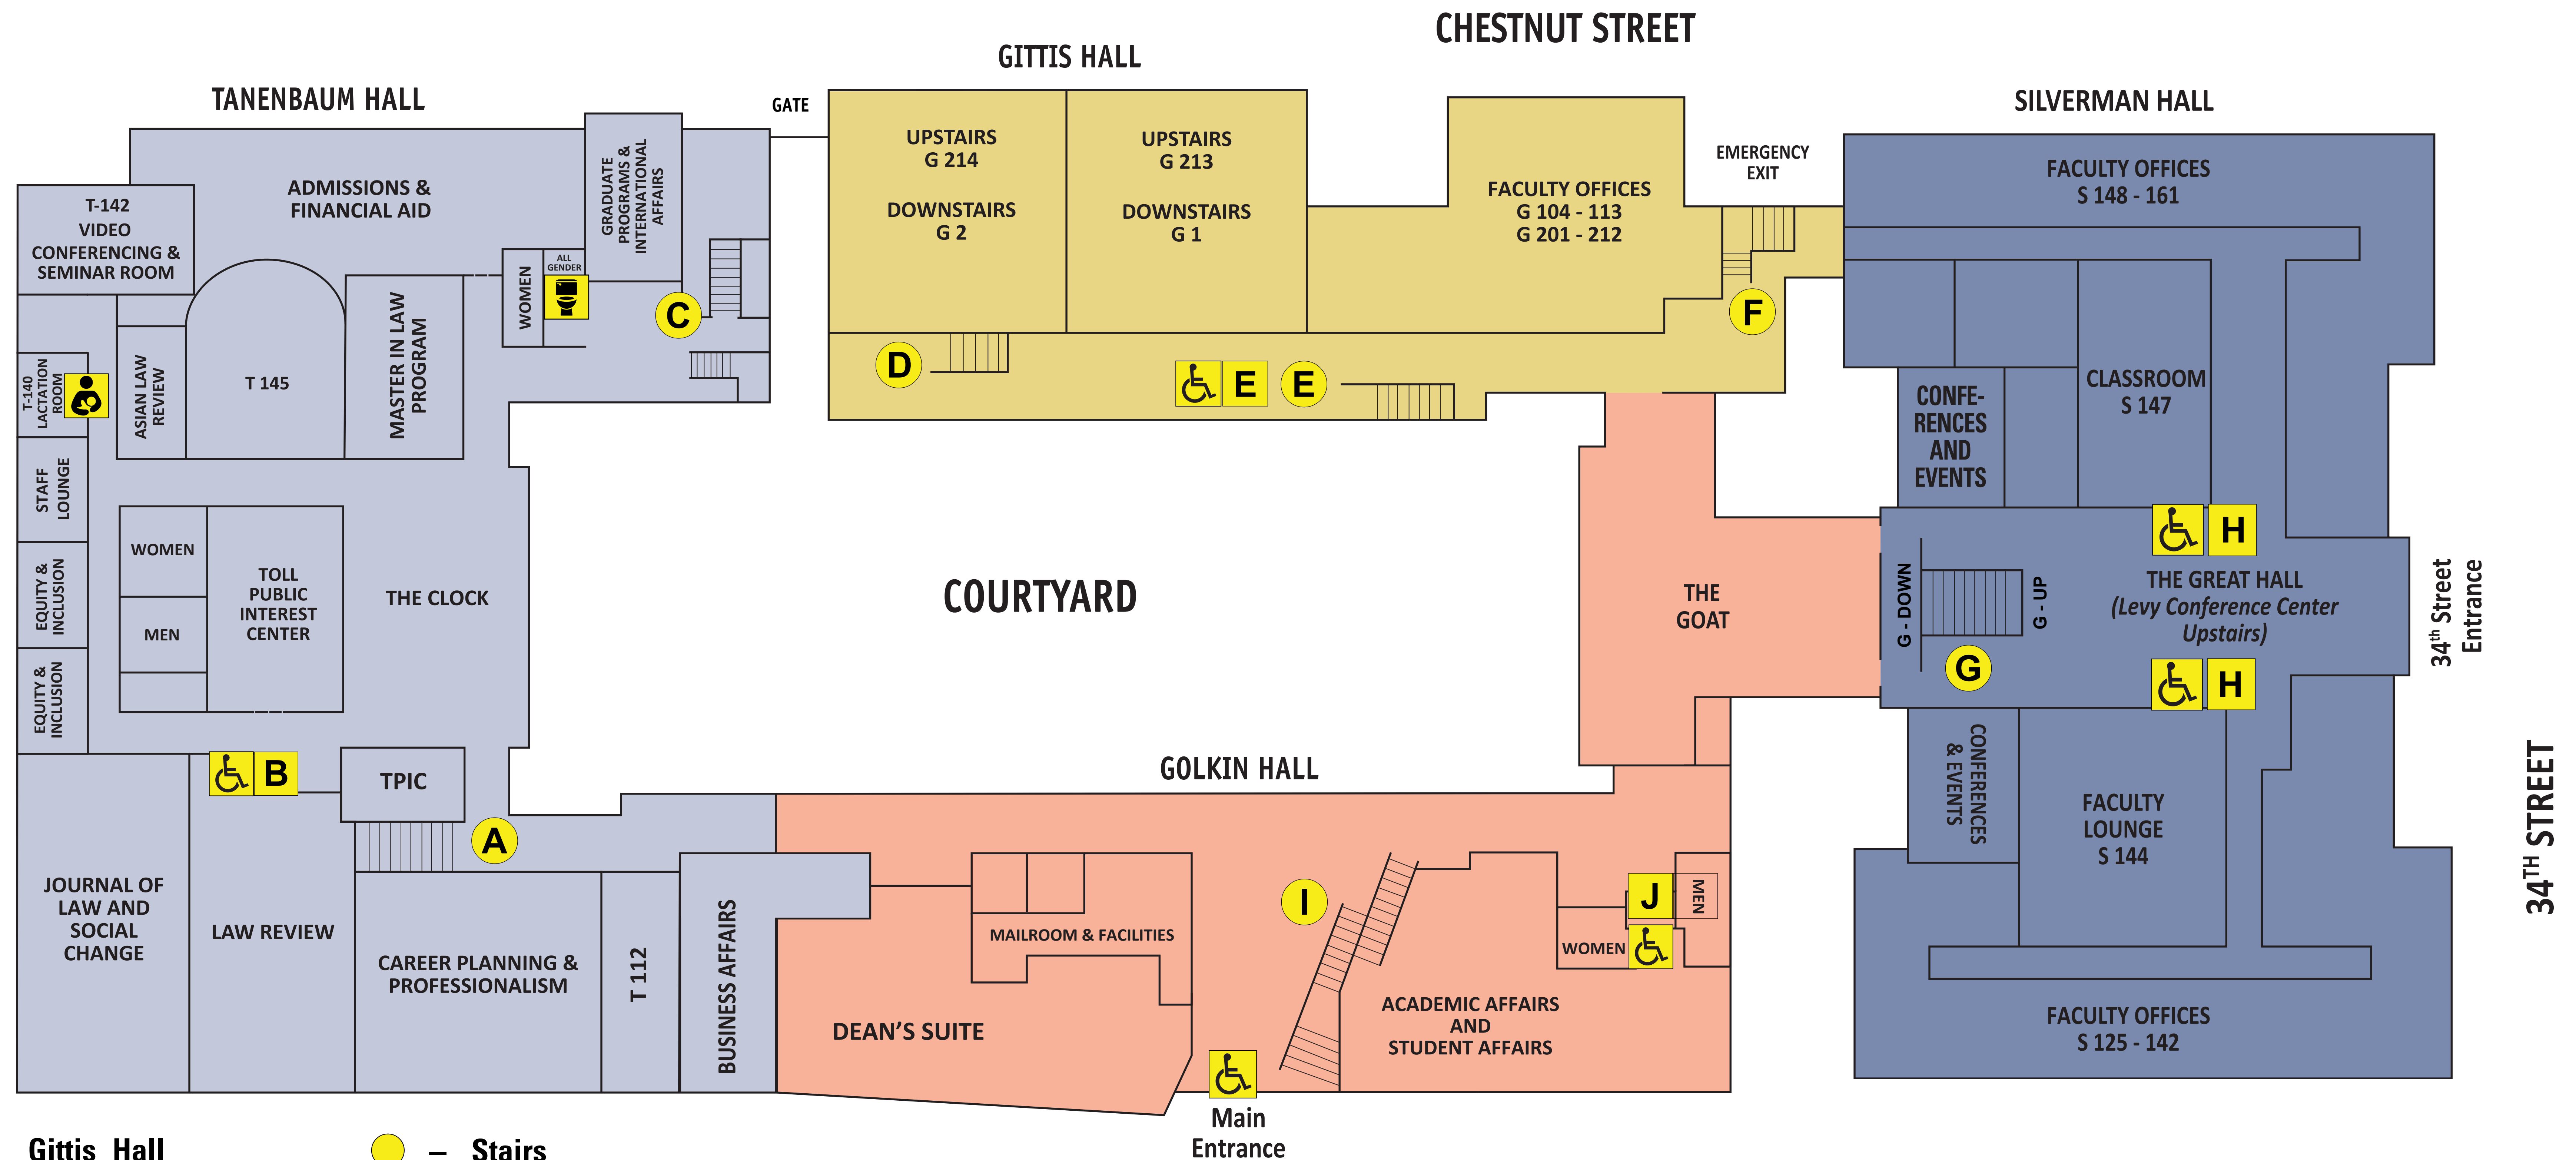 CHESTNUT STREET
GITTIS HALL
TANENBAUM HALL
GATE
SILVERMAN HALL
T-142
VIDEO
CONFERENCING &
SEMINAR ROOM
ADMISSIONS &
FINANCIAL AID
GRADUATE
PROGRAMS &
INTERNATIONAL
AFFAIRS
WOMEN
ALL
GENDER
C
T-140
LACTATION
ROOM
ASIAN LAW
REVIEW
T 145
MASTER IN LAW
PROGRAM
STAFF
LOUNGE
EQUITY &
INCLUSION
EQUITY &
INCLUSION
WOMEN
MEN
TOLL
PUBLIC
INTEREST
CENTER
THE CLOCK
B
TPIC
A
JOURNAL OF
LAW AND
SOCIAL
CHANGE
LAW REVIEW
CAREER PLANNING &
PROFESSIONALISM
T 112
BUSINESS AFFAIRS
UPSTAIRS
G 214
DOWNSTAIRS
G 2
UPSTAIRS
G 213
DOWNSTAIRS
G 1
FACULTY OFFICES
G 104 - 113
G 201 - 212
EMERGENCY
EXIT
D
E
E
F
COURTYARD
THE
GOAT
GOLKIN HALL
MAILROOM & FACILITIES
DEAN’S SUITE
I
J
MEN
WOMEN
ACADEMIC AFFAIRS
AND
STUDENT AFFAIRS
Main
Entrance
FACULTY OFFICES
S 148 - 161
CONFE-
RENCES
AND
EVENTS
CLASSROOM
S 147
H
G - DOWN
G - UP
G
THE GREAT HALL
(Levy Conference Center
Upstairs)
H
34th Street
Entrance
34TH STREET
CONFERENCES
& EVENTS
FACULTY
LOUNGE
S 144
FACULTY OFFICES
S 125 - 142
Gittis Hall
– Stairs